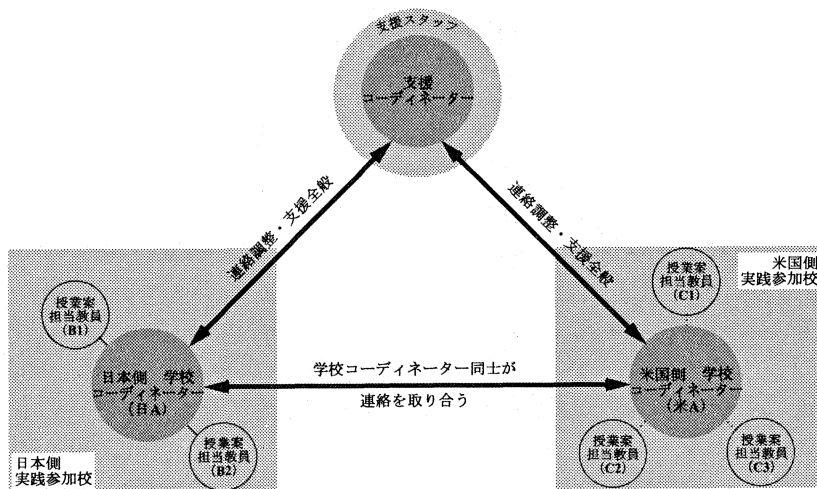 支援スタッフ
支援
コーディネーター
連絡調整・支援全般
連絡調整・支援全般
米国側
実践参加校
授業案
担当教員
(C1)
授業案
担当教員
(B1)
日本側 学校
コーディネーター
(日A)
学校コーディネーター同士が
連絡を取り合う
米国側 学校
コーディネーター
(米A)
授業案
担当教員
(B2)
授業案
担当教員
(C2)
授業案
担当教員
(C3)
日本側
実践参加校